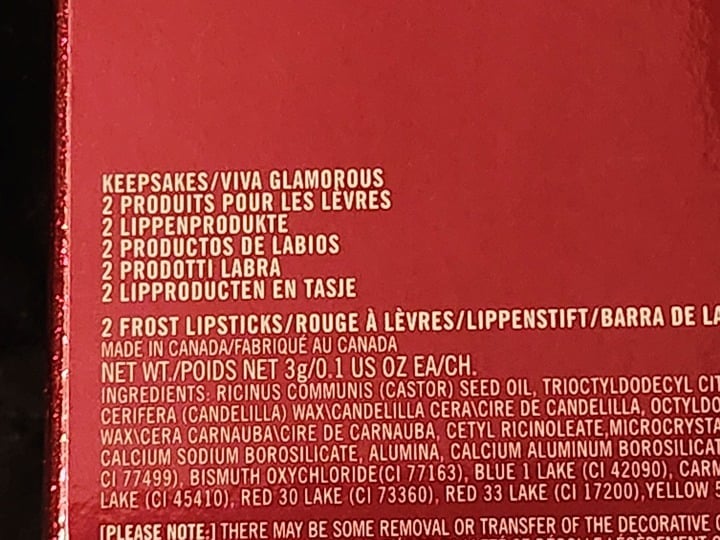 KEEPSAKES/VIVA GLAMOROUS
2 PRODUITS POUR LES LÈVRES
2 LIPPENPRODUKTE
2 PRODUCTOS DE LABIOS
2 PRODOTTI LABRA
2 LIPPRODUCTEN EN TASJE
2 FROST LIPSTICKS/ROUGE À LÈVRES/LIPPENSTIFT/BARRA DE LA
MADE IN CANADA/FABRIQUÉ AU CANADA
NET WT./POIDS NET 3g/0.1 US OZ EA/CH.
INGREDIENTS: RICINUS COMMUNIS (CASTOR) SEED OIL, TRIOCTYLDODECYL CIT
CERIFERA (CANDELILLA) WAX\CANDELILLA CERA\CIRE DE CANDELILLA, OCTYLDO
WAX\CERA CARNAUBA\CIRE DE CARNAUBA, CETYL RICINOLEATE,MICROCRYSTA
CALCIUM SODIUM BOROSILICATE, ALUMINA, CALCIUM ALUMINUM BOROSILICAT
CI 77499), BISMUTH OXYCHLORIDE(CI 77163), BLUE 1 LAKE (CI 42090), CARM
LAKE (CI 45410), RED 30 LAKE (CI 73360), RED 33 LAKE (CI 17200),YELLOW 5
[PLEASE NOTE:] THERE MAY BE SOME REMOVAL OR TRANSFER OF THE DECORATIVE